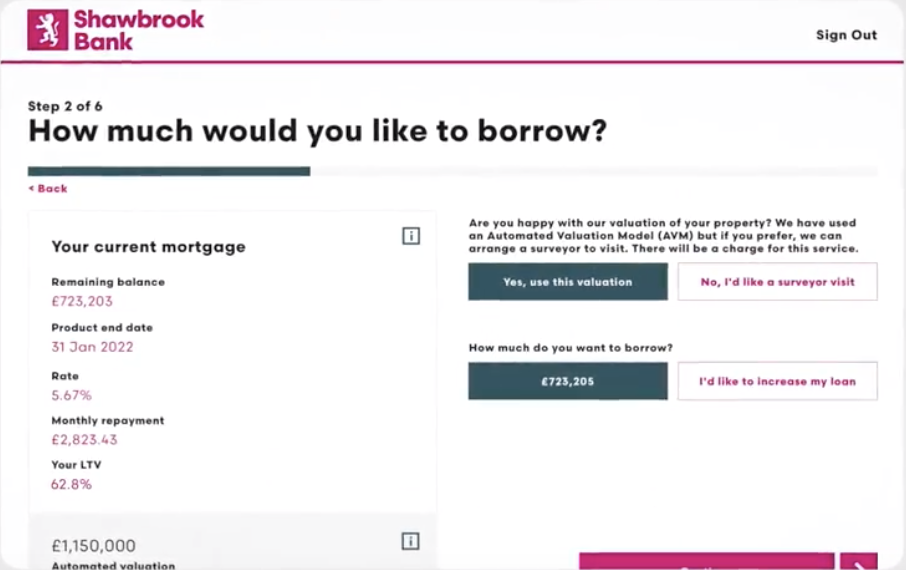 Shawbrook
Bank
Sign Out
Step 2 of 6
How much would you like to borrow?
< Back
Your current mortgage
Remaining balance
£723,203
Product end date
31 Jan 2022
Rate
5.67%
Monthly repayment
£2,823.43
Your LTV
62.8%
£1,150,000
Automated valuation
Are you happy with our valuation of your property? We have used
an Automated Valuation Model (AVM) but if you prefer, we can
arrange a surveyor to visit. There will be a charge for this service.
Yes, use this valuation
No, I'd like a surveyor visit
How much do you want to borrow?
£723,205
I'd like to increase my loan